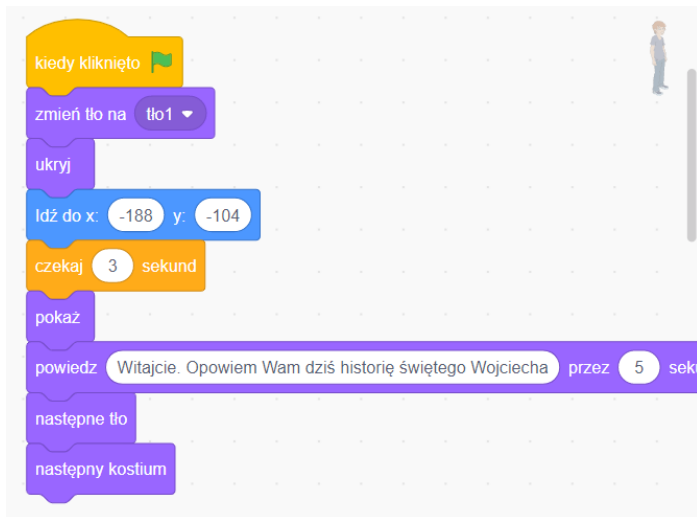 kiedy kliknięto
zmień tło na tło1
ukryj
Idź do x: -188 y: -104
czekaj 3 sekund
pokaż
powiedz Witajcie. Opowiem Wam dziś historię świętego Wojciecha przez 5 seku
następne tło
następny kostium